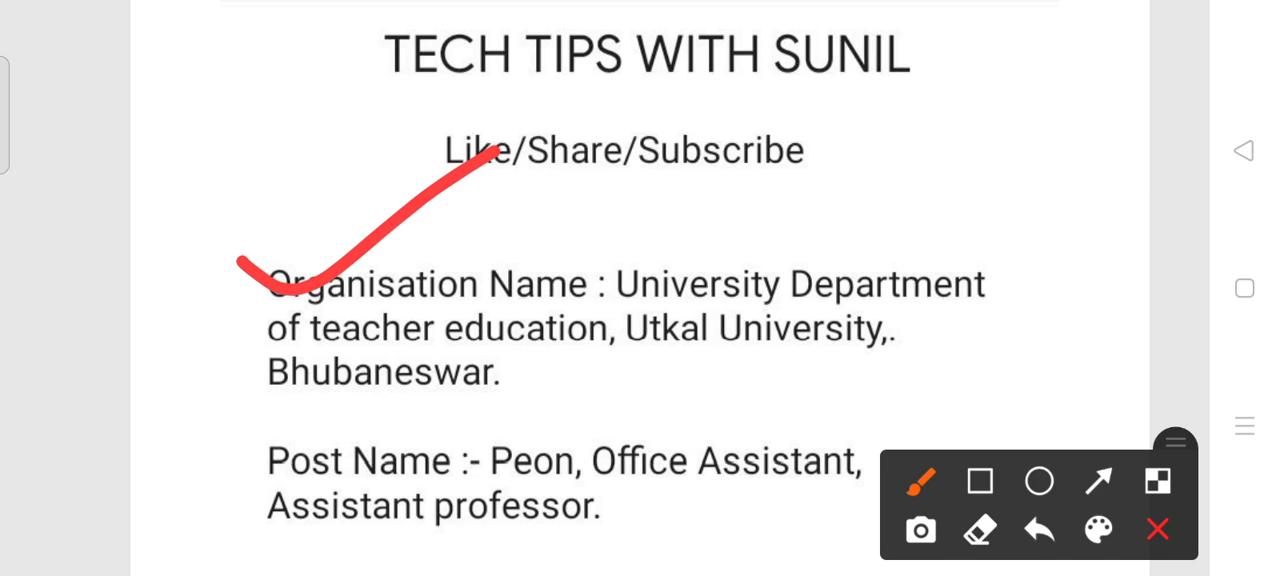 TECH TIPS WITH SUNIL
Like/Share/Subscribe
Organisation Name : University Department
of teacher education, Utkal University,.
Bhubaneswar.
Post Name :- Peon, Office Assistant,
Assistant professor.